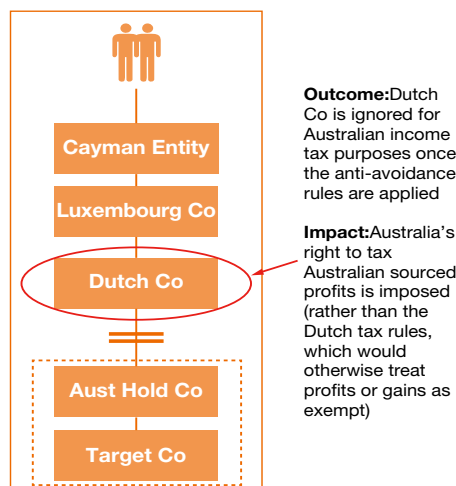 Cayman Entity
Luxembourg Co
Dutch Co
Aust Hold Co
Target Co
Outcome:Dutch
Co is ignored for
Australian income
tax purposes once
the anti-avoidance
rules are applied
Impact:Australia’s
right to tax
Australian sourced
profits is imposed
(rather than the
Dutch tax rules,
which would
otherwise treat
profits or gains as
exempt)